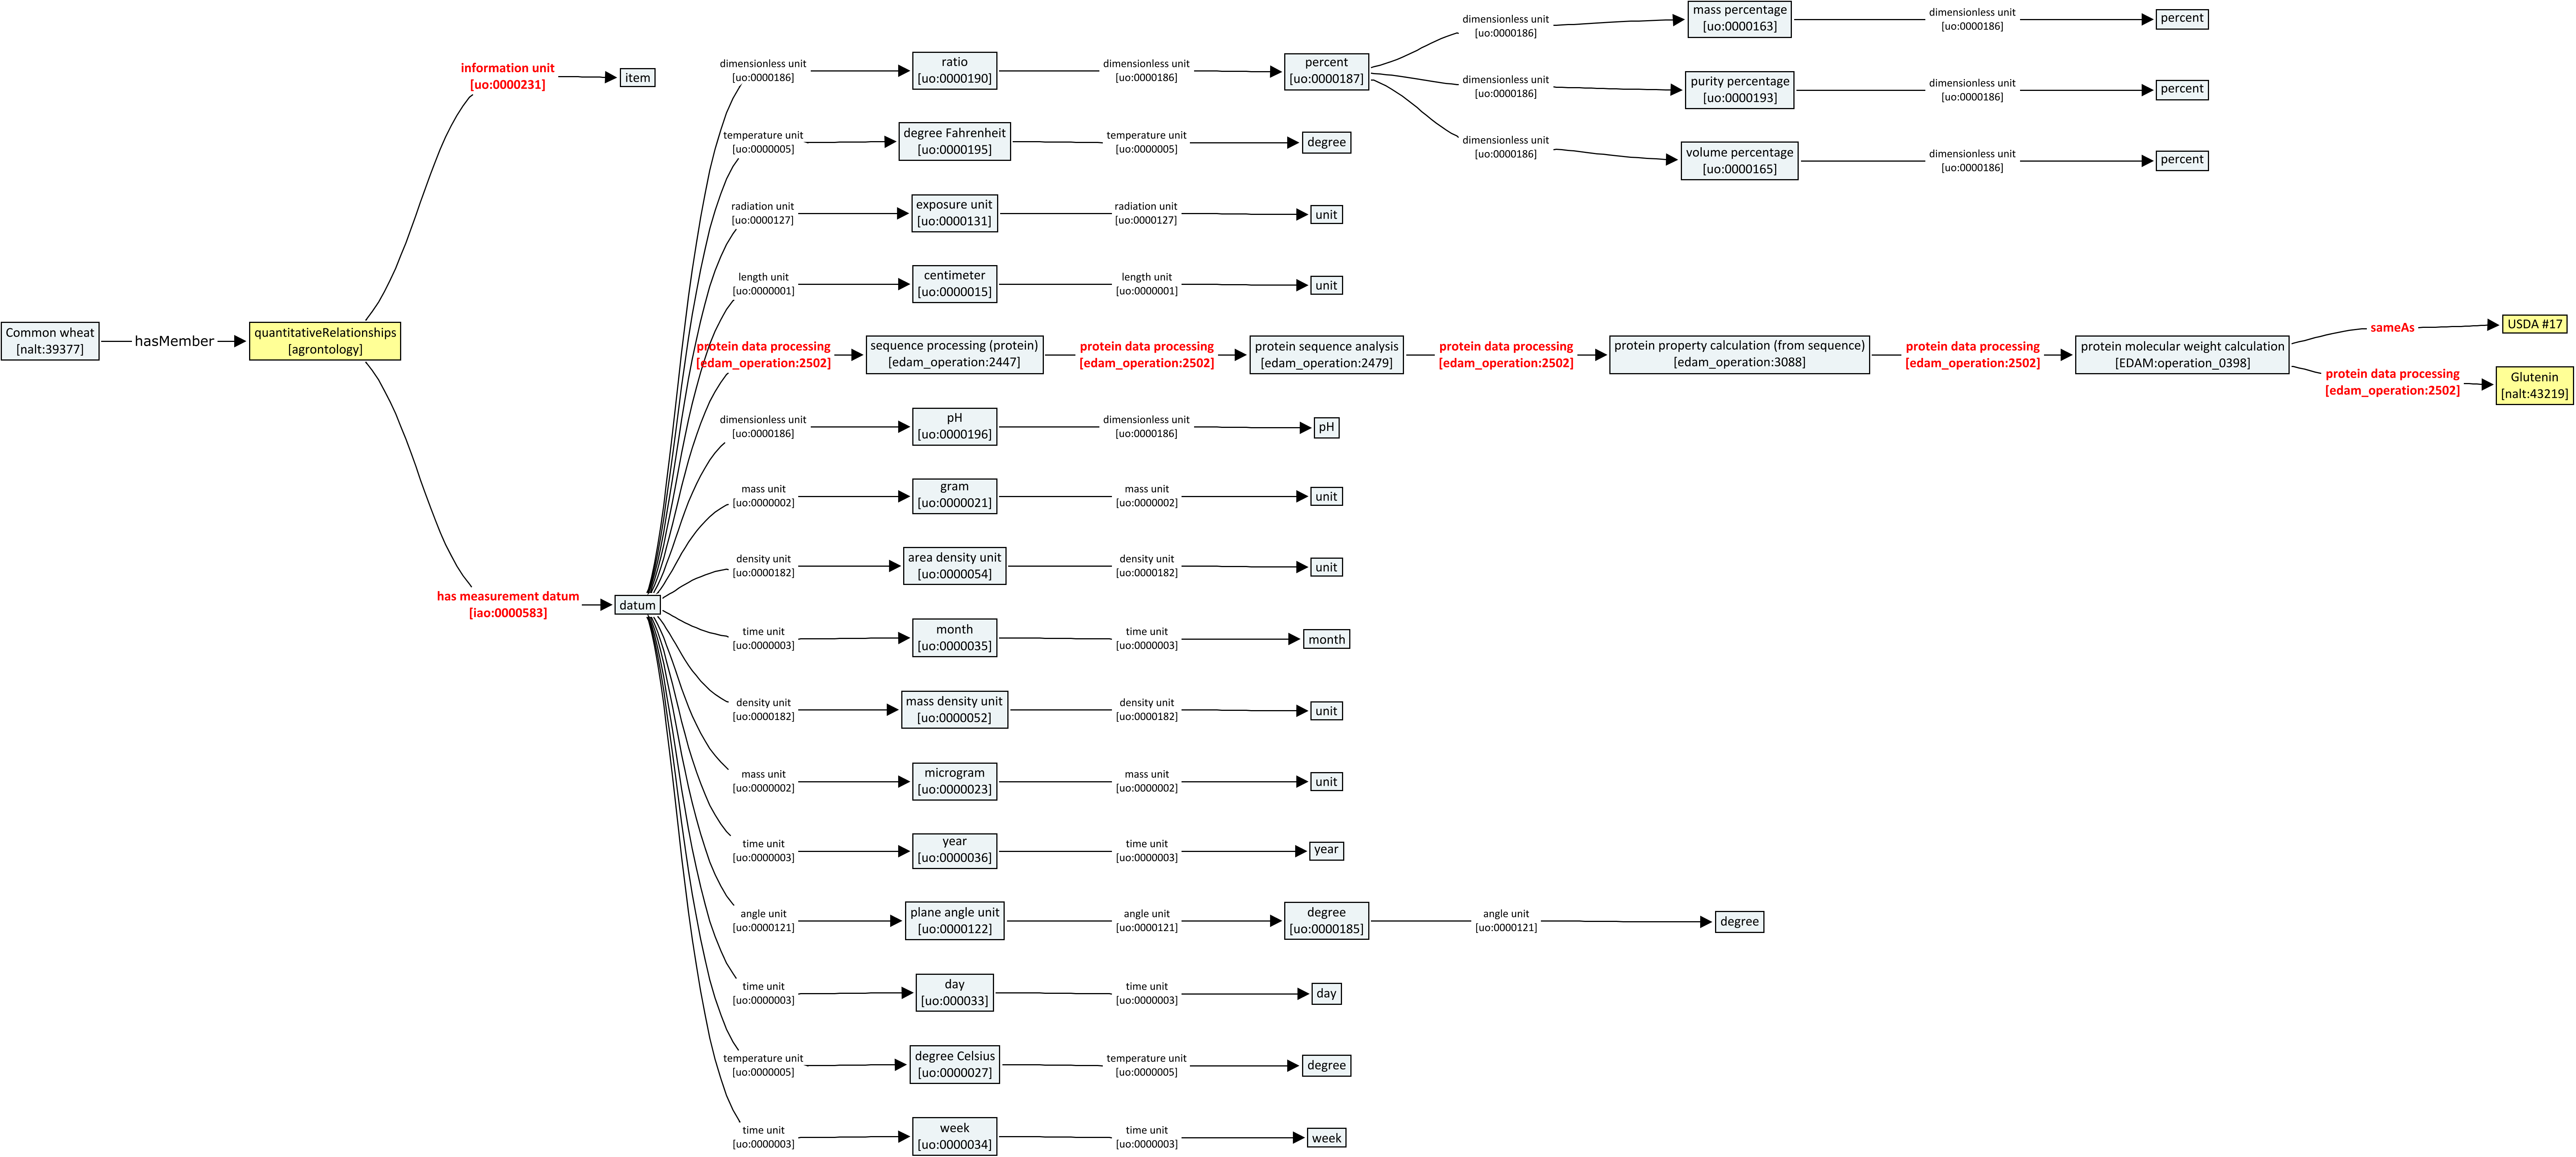 Common wheat
[nalt:39377]
hasMember
quantitativeRelationships
[agrontology]
information unit
[uo:0000231]
item
has measurement datum
[iao:0000583]
datum
dimensionless unit
[uo:0000186]
ratio
[uo:0000190]
dimensionless unit
[uo:0000186]
percent
[uo:0000187]
dimensionless unit
[uo:0000186]
mass percentage
[uo:0000163]
dimensionless unit
[uo:0000186]
percent
dimensionless unit
[uo:0000186]
purity percentage
[uo:0000193]
dimensionless unit
[uo:0000186]
percent
dimensionless unit
[uo:0000186]
volume percentage
[uo:0000165]
dimensionless unit
[uo:0000186]
percent
temperature unit
[uo:0000005]
degree Fahrenheit
[uo:0000195]
temperature unit
[uo:0000005]
degree
radiation unit
[uo:0000127]
exposure unit
[uo:0000131]
radiation unit
[uo:0000127]
unit
length unit
[uo:0000001]
centimeter
[uo:0000015]
length unit
[uo:0000001]
unit
protein data processing
[edam_operation:2502]
sequence processing (protein)
[edam_operation:2447]
protein data processing
[edam_operation:2502]
protein sequence analysis
[edam_operation:2479]
protein data processing
[edam_operation:2502]
protein property calculation (from sequence)
[edam_operation:3088]
protein data processing
[edam_operation:2502]
protein molecular weight calculation
[EDAM:operation_0398]
sameAs
USDA #17
protein data processing
[edam_operation:2502]
Glutenin
[nalt:43219]
dimensionless unit
[uo:0000186]
pH
[uo:0000196]
dimensionless unit
[uo:0000186]
pH
mass unit
[uo:0000002]
gram
[uo:0000021]
mass unit
[uo:0000002]
unit
density unit
[uo:0000182]
area density unit
[uo:0000054]
density unit
[uo:0000182]
unit
time unit
[uo:0000003]
month
[uo:0000035]
time unit
[uo:0000003]
month
density unit
[uo:0000182]
mass density unit
[uo:0000052]
density unit
[uo:0000182]
unit
mass unit
[uo:0000002]
microgram
[uo:0000023]
mass unit
[uo:0000002]
unit
time unit
[uo:0000003]
year
[uo:0000036]
time unit
[uo:0000003]
year
angle unit
[uo:0000121]
plane angle unit
[uo:0000122]
angle unit
[uo:0000121]
degree
[uo:0000185]
angle unit
[uo:0000121]
degree
time unit
[uo:0000003]
day
[uo:000033]
time unit
[uo:0000003]
day
temperature unit
[uo:0000005]
degree Celsius
[uo:0000027]
temperature unit
[uo:0000005]
degree
time unit
[uo:0000003]
week
[uo:0000034]
time unit
[uo:0000003]
week